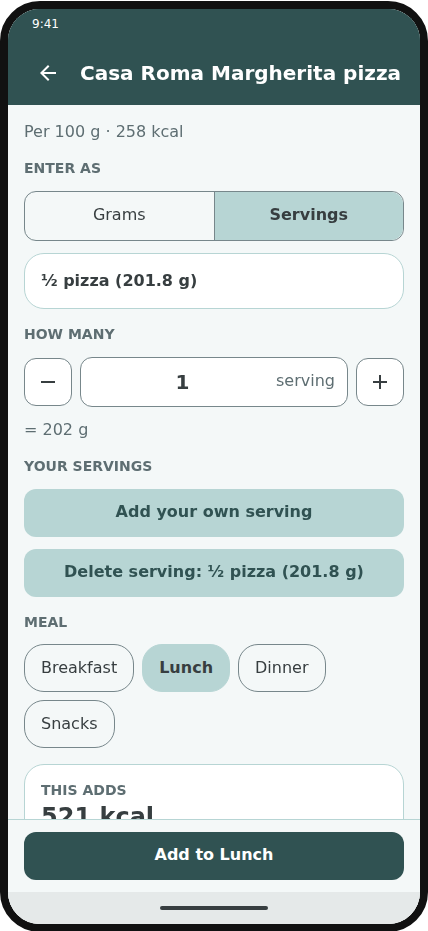 9:41
Casa Roma Margherita pizza
Per 100 g · 258 kcal
ENTER AS
Grams
Servings
½ pizza (201.8 g)
HOW MANY
−
1
serving
+
= 202 g
YOUR SERVINGS
Add your own serving
Delete serving: ½ pizza (201.8 g)
MEAL
Breakfast
Lunch
Dinner
Snacks
THIS ADDS
521 kcal
Add to Lunch